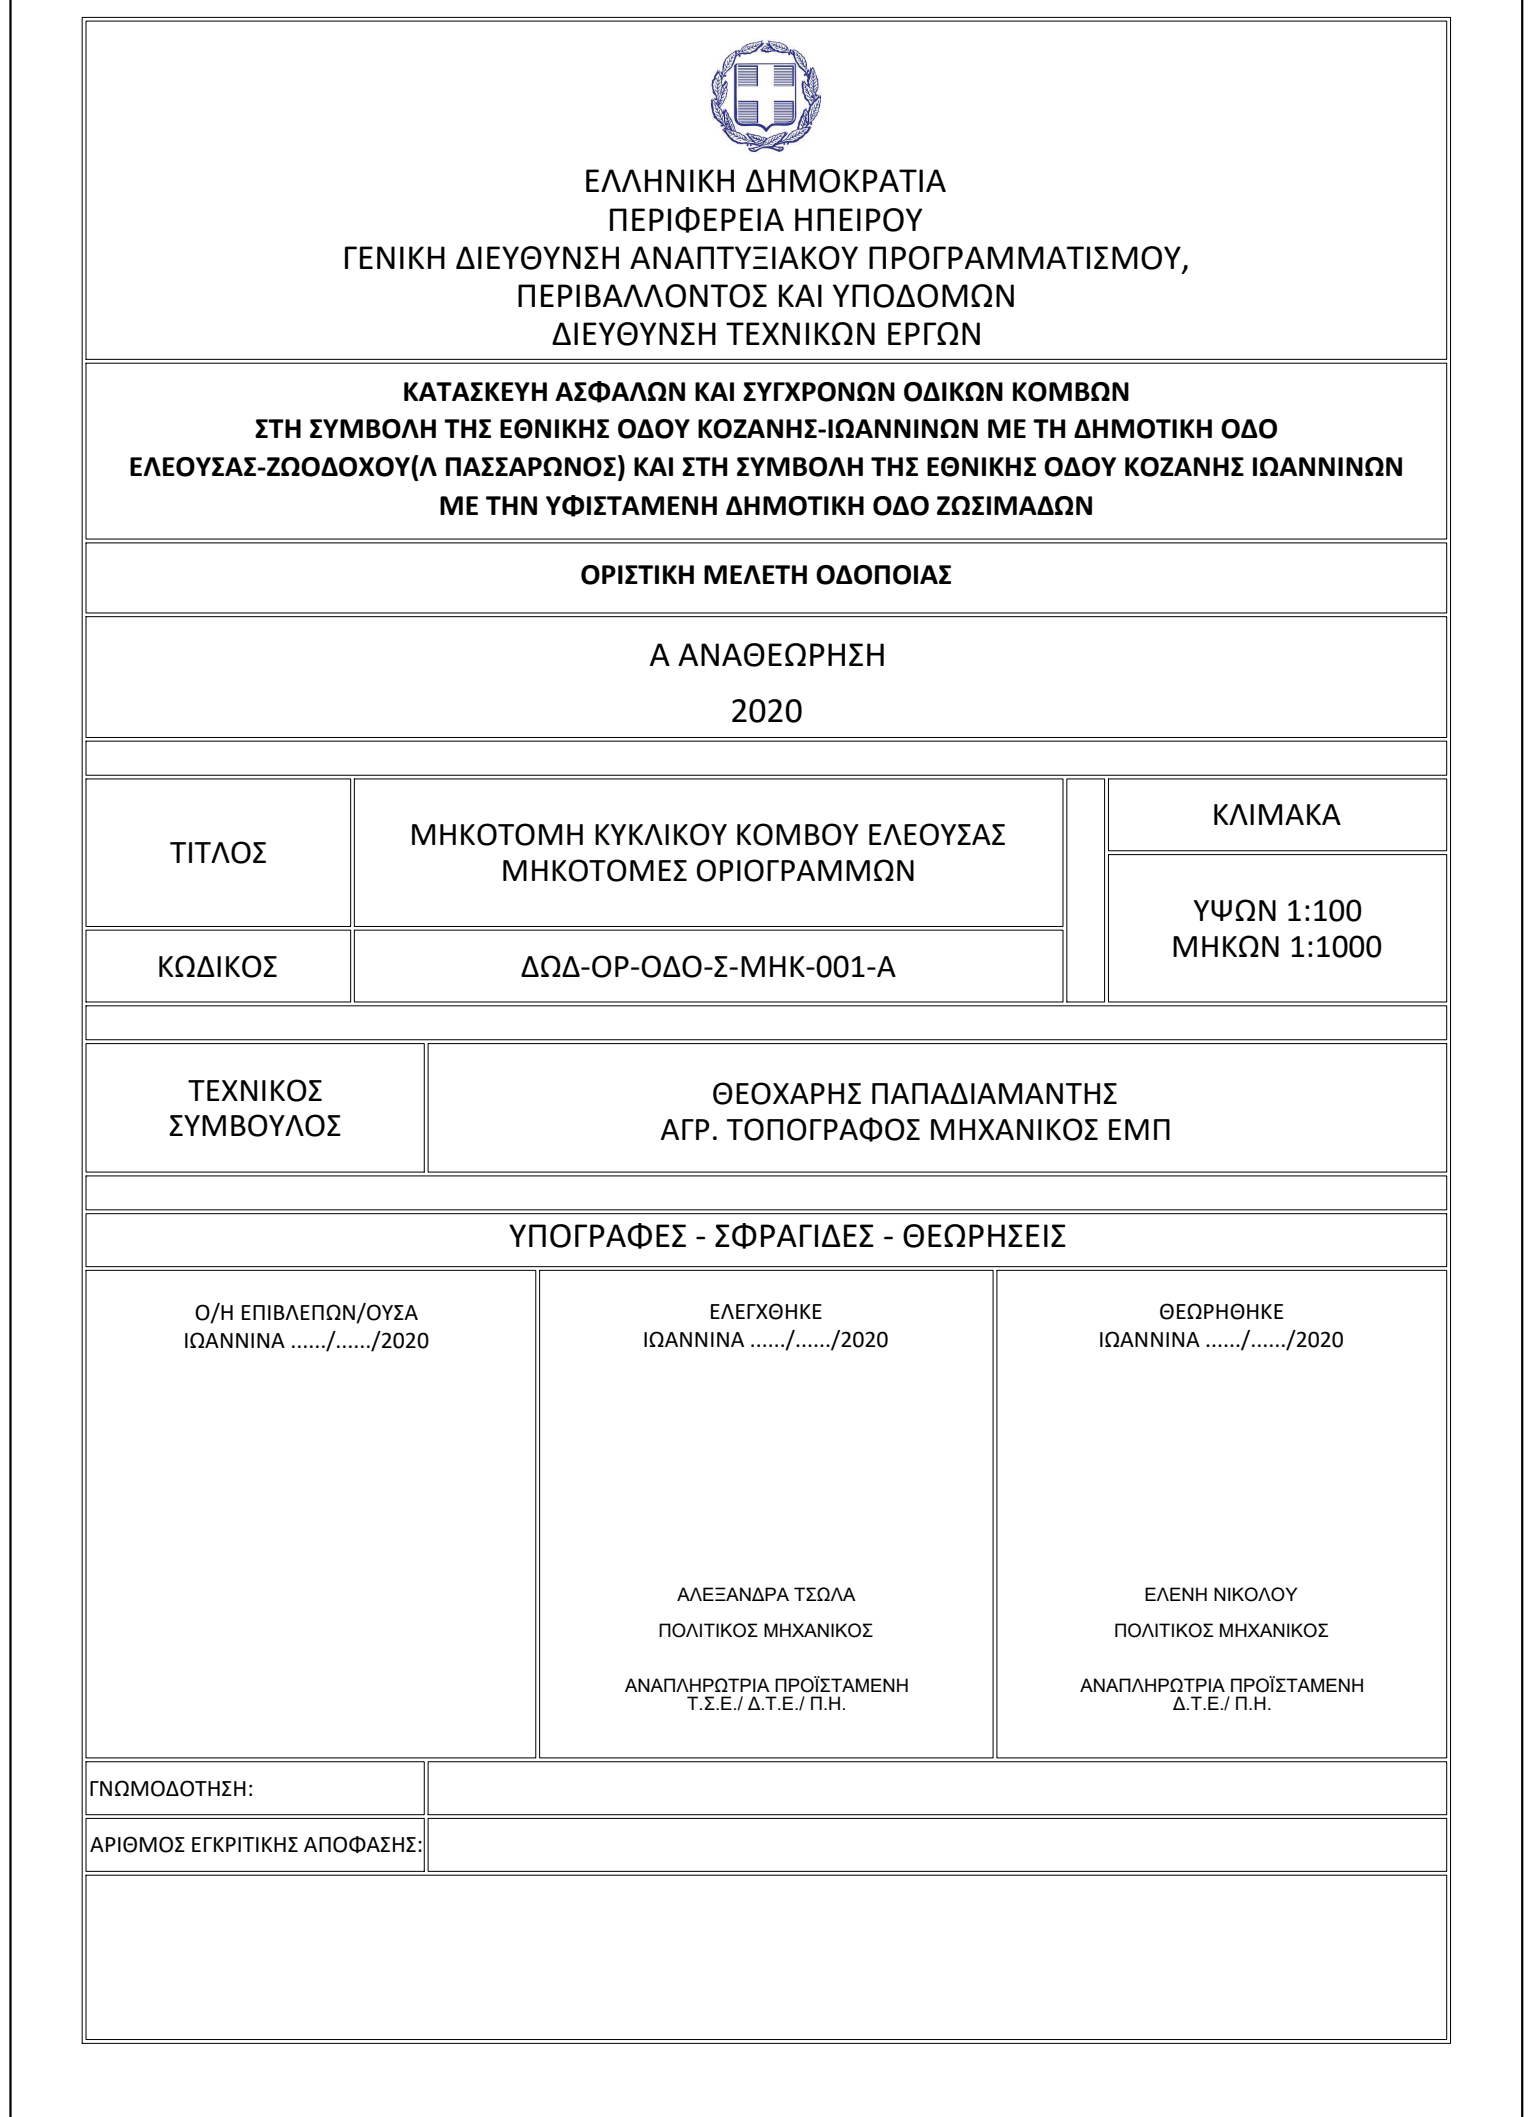 ΕΛΛΗΝΙΚΗ ΔΗΜΟΚΡΑΤΙΑ
ΠΕΡΙΦΕΡΕΙΑ ΗΠΕΙΡΟΥ
ΓΕΝΙΚΗ ΔΙΕΥΘΥΝΣΗ ΑΝΑΠΤΥΞΙΑΚΟΥ ΠΡΟΓΡΑΜΜΑΤΙΣΜΟΥ,
ΠΕΡΙΒΑΛΛΟΝΤΟΣ ΚΑΙ ΥΠΟΔΟΜΩΝ
ΔΙΕΥΘΥΝΣΗ ΤΕΧΝΙΚΩΝ ΕΡΓΩΝ
ΚΑΤΑΣΚΕΥΗ ΑΣΦΑΛΩΝ ΚΑΙ ΣΥΓΧΡΟΝΩΝ ΟΔΙΚΩΝ ΚΟΜΒΩΝ
ΣΤΗ ΣΥΜΒΟΛΗ ΤΗΣ ΕΘΝΙΚΗΣ ΟΔΟΥ ΚΟΖΑΝΗΣ-ΙΩΑΝΝΙΝΩΝ ΜΕ ΤΗ ΔΗΜΟΤΙΚΗ ΟΔΟ
ΕΛΕΟΥΣΑΣ-ΖΩΟΔΟΧΟΥ(Λ ΠΑΣΣΑΡΩΝΟΣ) ΚΑΙ ΣΤΗ ΣΥΜΒΟΛΗ ΤΗΣ ΕΘΝΙΚΗΣ ΟΔΟΥ ΚΟΖΑΝΗΣ ΙΩΑΝΝΙΝΩΝ
ΜΕ ΤΗΝ ΥΦΙΣΤΑΜΕΝΗ ΔΗΜΟΤΙΚΗ ΟΔΟ ΖΩΣΙΜΑΔΩΝ
ΟΡΙΣΤΙΚΗ ΜΕΛΕΤΗ ΟΔΟΠΟΙΑΣ
Α ΑΝΑΘΕΩΡΗΣΗ
2020
ΤΙΤΛΟΣ
ΜΗΚΟΤΟΜΗ ΚΥΚΛΙΚΟΥ ΚΟΜΒΟΥ ΕΛΕΟΥΣΑΣ
ΜΗΚΟΤΟΜΕΣ ΟΡΙΟΓΡΑΜΜΩΝ
ΚΛΙΜΑΚΑ
ΥΨΩΝ 1:100
ΜΗΚΩΝ 1:1000
ΚΩΔΙΚΟΣ
ΔΩΔ-ΟΡ-ΟΔΟ-Σ-ΜΗΚ-001-Α
ΤΕΧΝΙΚΟΣ
ΣΥΜΒΟΥΛΟΣ
ΘΕΟΧΑΡΗΣ ΠΑΠΑΔΙΑΜΑΝΤΗΣ
ΑΓΡ. ΤΟΠΟΓΡΑΦΟΣ ΜΗΧΑΝΙΚΟΣ ΕΜΠ
ΥΠΟΓΡΑΦΕΣ - ΣΦΡΑΓΙΔΕΣ - ΘΕΩΡΗΣΕΙΣ
Ο/Η ΕΠΙΒΛΕΠΩΝ/ΟΥΣΑ
ΙΩΑΝΝΙΝΑ ....../....../2020
ΕΛΕΓΧΘΗΚΕ
ΙΩΑΝΝΙΝΑ ....../....../2020
ΑΛΕΞΑΝΔΡΑ ΤΣΩΛΑ
ΠΟΛΙΤΙΚΟΣ ΜΗΧΑΝΙΚΟΣ
ΑΝΑΠΛΗΡΩΤΡΙΑ ΠΡΟΪΣΤΑΜΕΝΗ
Τ.Σ.Ε./ Δ.Τ.Ε./ Π.Η.
ΘΕΩΡΗΘΗΚΕ
ΙΩΑΝΝΙΝΑ ....../....../2020
ΕΛΕΝΗ ΝΙΚΟΛΟΥ
ΠΟΛΙΤΙΚΟΣ ΜΗΧΑΝΙΚΟΣ
ΑΝΑΠΛΗΡΩΤΡΙΑ ΠΡΟΪΣΤΑΜΕΝΗ
Δ.Τ.Ε./ Π.Η.
ΓΝΩΜΟΔΟΤΗΣΗ:
ΑΡΙΘΜΟΣ ΕΓΚΡΙΤΙΚΗΣ ΑΠΟΦΑΣΗΣ: